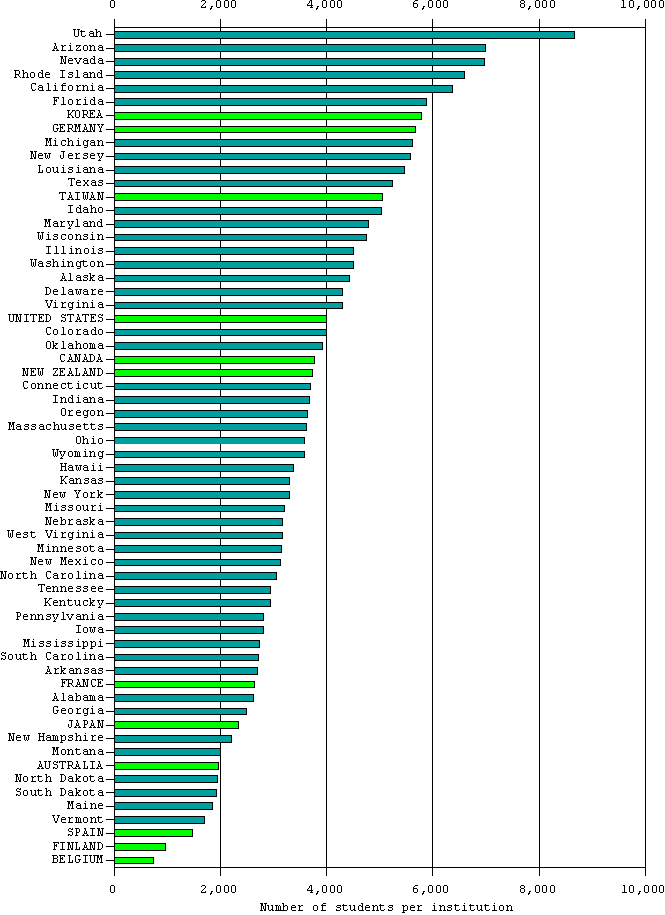 0 2,000 4,000 6,000 8,000 10,000
Utah
Arizona
Nevada
Rhode Island
California
Florida
KOREA
GERMANY
Michigan
New Jersey
Louisiana
Texas
TAIWAN
Idaho
Maryland
Wisconsin
Illinois
Washington
Alaska
Delaware
Virginia
UNITED STATES
Colorado
Oklahoma
CANADA
NEW ZEALAND
Connecticut
Indiana
Oregon
Massachusetts
Ohio
Wyoming
Hawaii
Kansas
New York
Missouri
Nebraska
West Virginia
Minnesota
New Mexico
North Carolina
Tennessee
Kentucky
Pennsylvania
Iowa
Mississippi
South Carolina
Arkansas
FRANCE
Alabama
Georgia
JAPAN
New Hampshire
Montana
AUSTRALIA
North Dakota
South Dakota
Maine
Vermont
SPAIN
FINLAND
BELGIUM
0 2,000 4,000 6,000 8,000 10,000
Number of students per institution